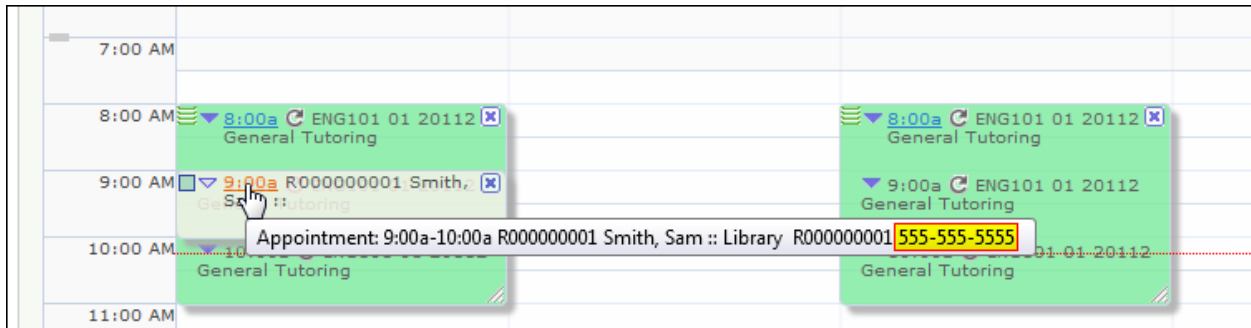 7:00 AM
8:00 AM
8:00a ENG101 01 20112
General Tutoring
8:00a ENG101 01 20112
General Tutoring
9:00 AM
9:00a R000000001 Smith,
::
9:00a ENG101 01 20112
General Tutoring
Appointment: 9:00a-10:00a R000000001 Smith, Sam :: Library R000000001 555-555-5555
10:00 AM
General Tutoring
01 20112
General Tutoring
11:00 AM